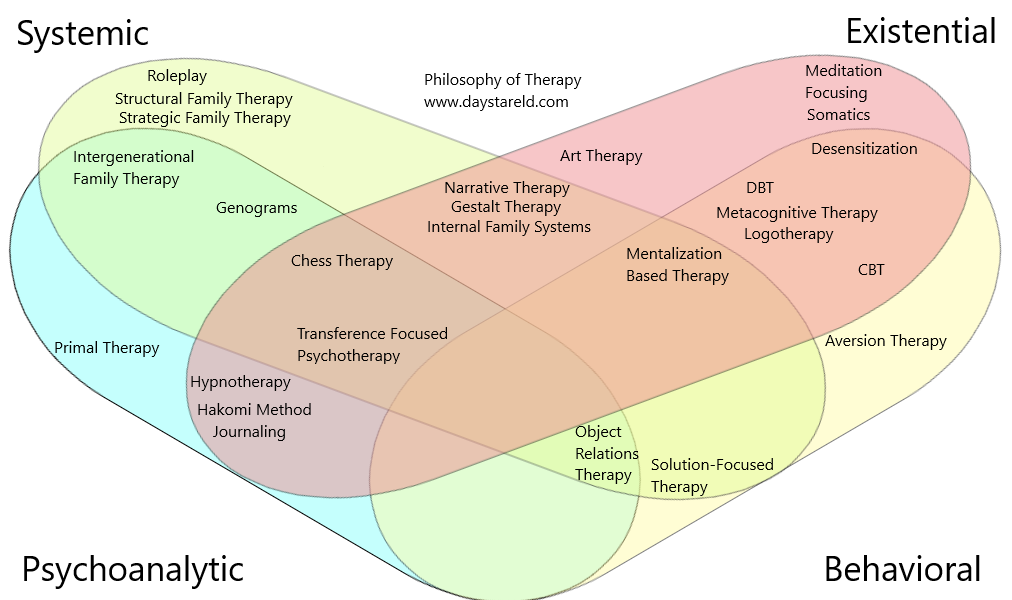 Systemic
Existential
Philosophy of Therapy
www.daystareld.com
Roleplay
Structural Family Therapy
Strategic Family Therapy
Intergenerational
Family Therapy
Genograms
Meditation
Focusing
Somatics
Desensitization
Art Therapy
Narrative Therapy
Gestalt Therapy
Internal Family Systems
DBT
Metacognitive Therapy
Logotherapy
CBT
Chess Therapy
Mentalization
Based Therapy
Primal Therapy
Transference Focused
Psychotherapy
Aversion Therapy
Hypnotherapy
Hakomi Method
Journaling
Object
Relations
Therapy
Solution-Focused
Therapy
Psychoanalytic
Behavioral